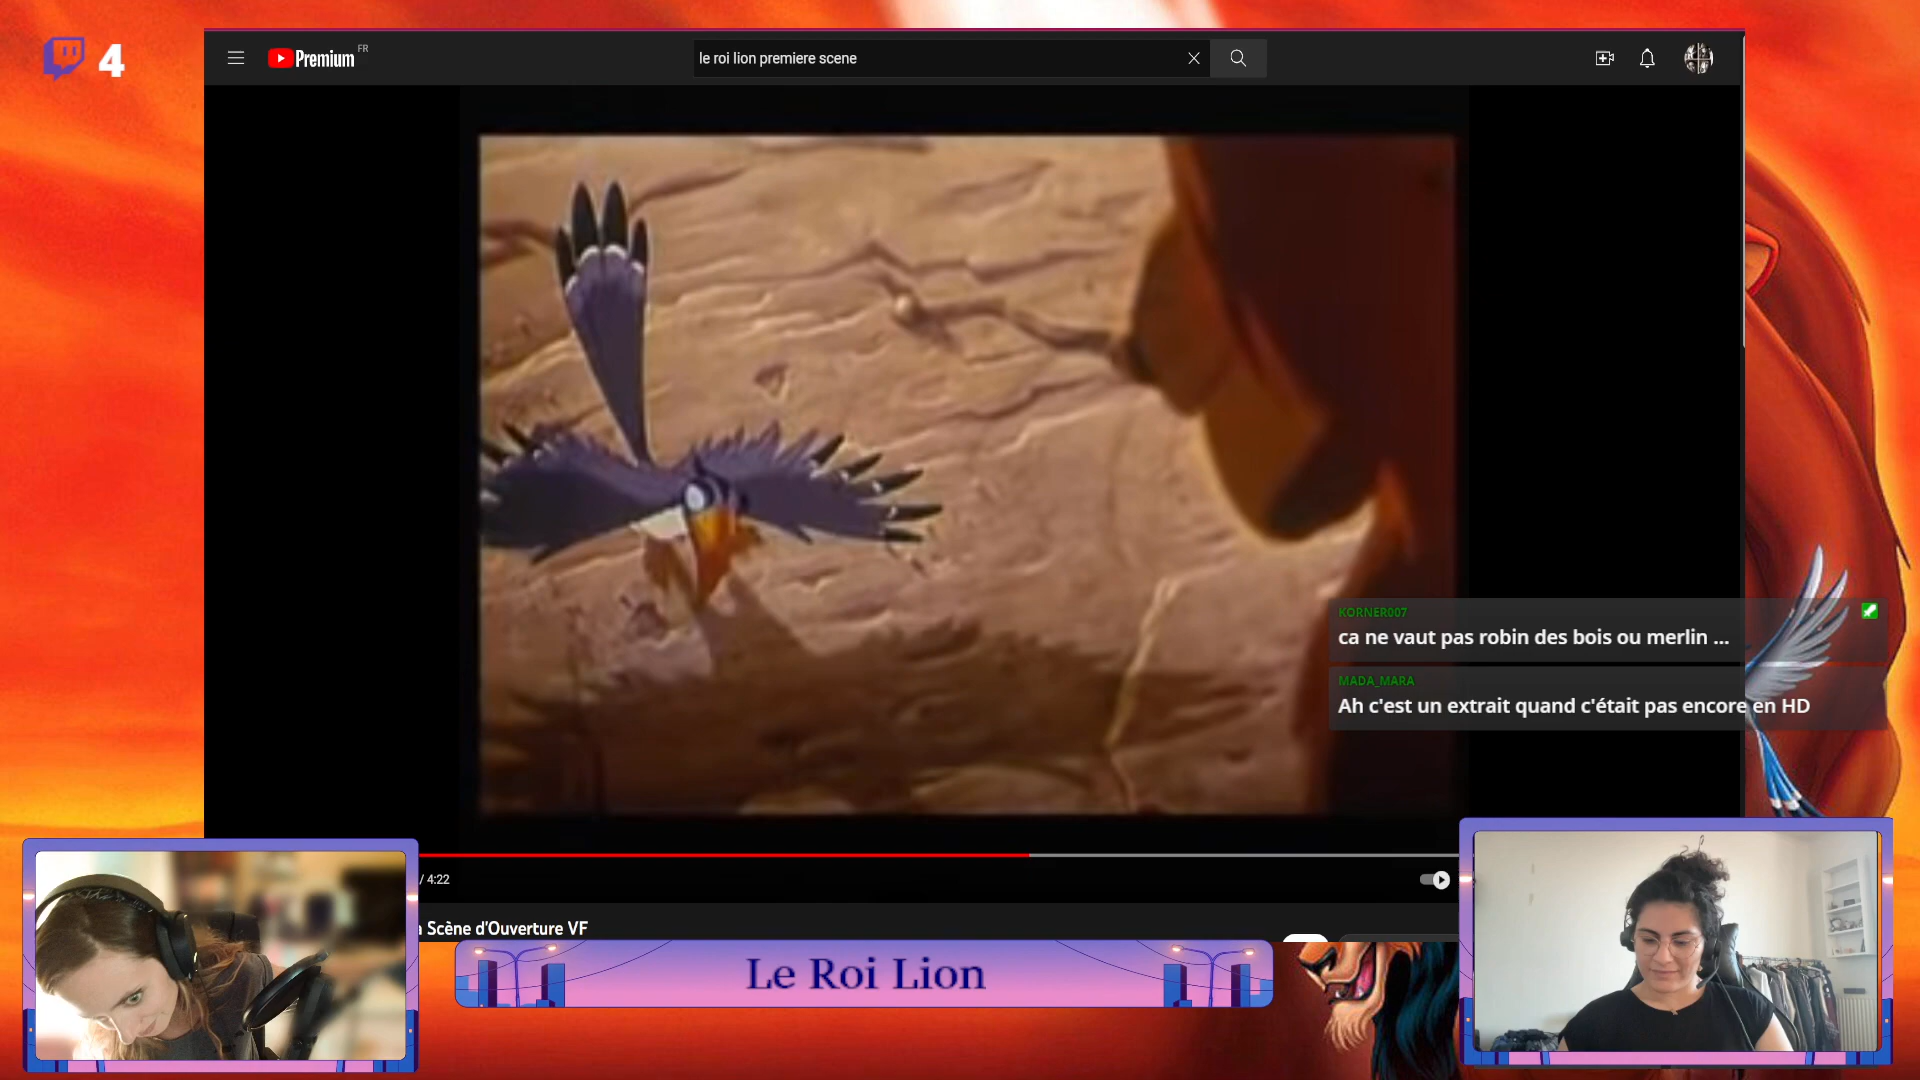 4
Premium FR
le roi lion premiere scene
KORNER007
ca ne vaut pas robin des bois ou merlin ...
MADA_MARA
Ah c'est un extrait quand c'était pas encore en HD
/ 4:22
Scène d'Ouverture VF
Le Roi Lion